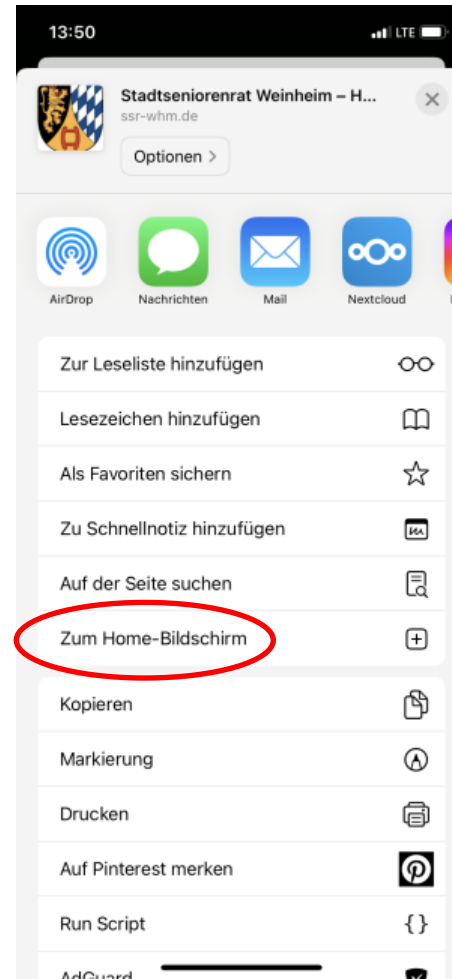 13:50 LTE
Stadtseniorenrat Weinheim – H...
ssr-whm.de
Optionen >
AirDrop Nachrichten Mail Nextcloud
Zur Leseliste hinzufügen
Lesezeichen hinzufügen
Als Favoriten sichern
Zu Schnellnotiz hinzufügen
Auf der Seite suchen
Zum Home-Bildschirm
Kopieren
Markierung
Drucken
Auf Pinterest merken
Run Script
AdGuard